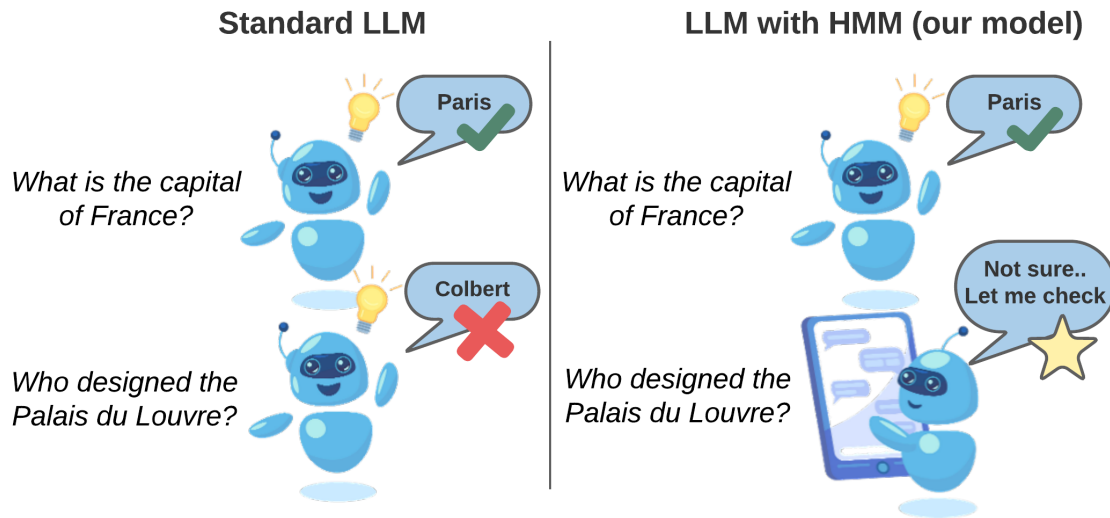 Standard LLM
What is the capital
of France?
Paris
Who designed the
Palais du Louvre?
Colbert
LLM with HMM (our model)
What is the capital
of France?
Paris
Who designed the
Palais du Louvre?
Not sure..
Let me check